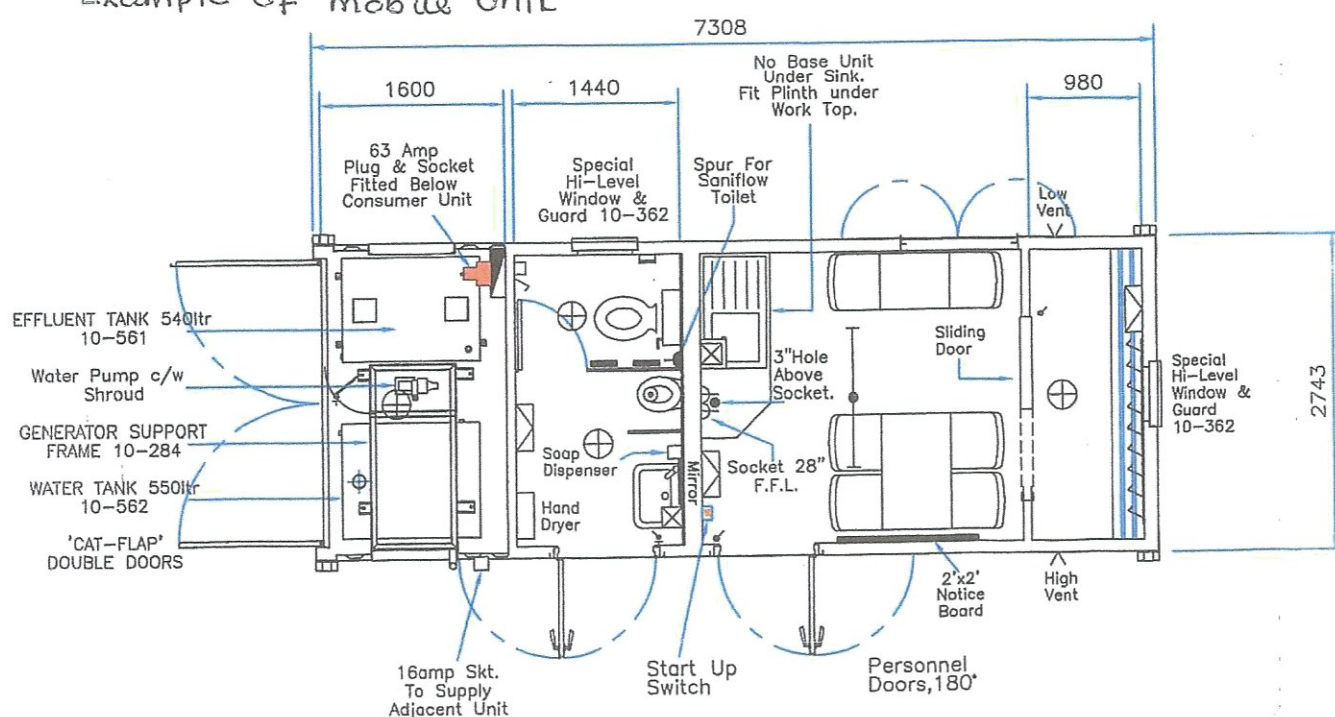 Example of mobile unit
7308
1600
1440
980
No Base Unit
Under Sink.
Fit Plinth under
Work Top.
63 Amp
Plug & Socket
Fitted Below
Consumer Unit
Special
Hi-Level
Window &
Guard 10-362
Spur For
Saniflow
Toilet
Low
Vent
EFFLUENT TANK 540ltr
10-561
Water Pump c/w
Shroud
GENERATOR SUPPORT
FRAME 10-284
WATER TANK 550ltr
10-562
'CAT-FLAP'
DOUBLE DOORS
3"Hole
Above
Socket.
Sliding
Door
Special
Hi-Level
Window &
Guard
10-362
2743
Soap
Dispenser
Hand
Dryer
Mirror
Socket 28"
F.F.L.
16amp Skt.
To Supply
Adjacent Unit
Start Up
Switch
Personnel
Doors,180°
2'x2'
Notice
Board
High
Vent